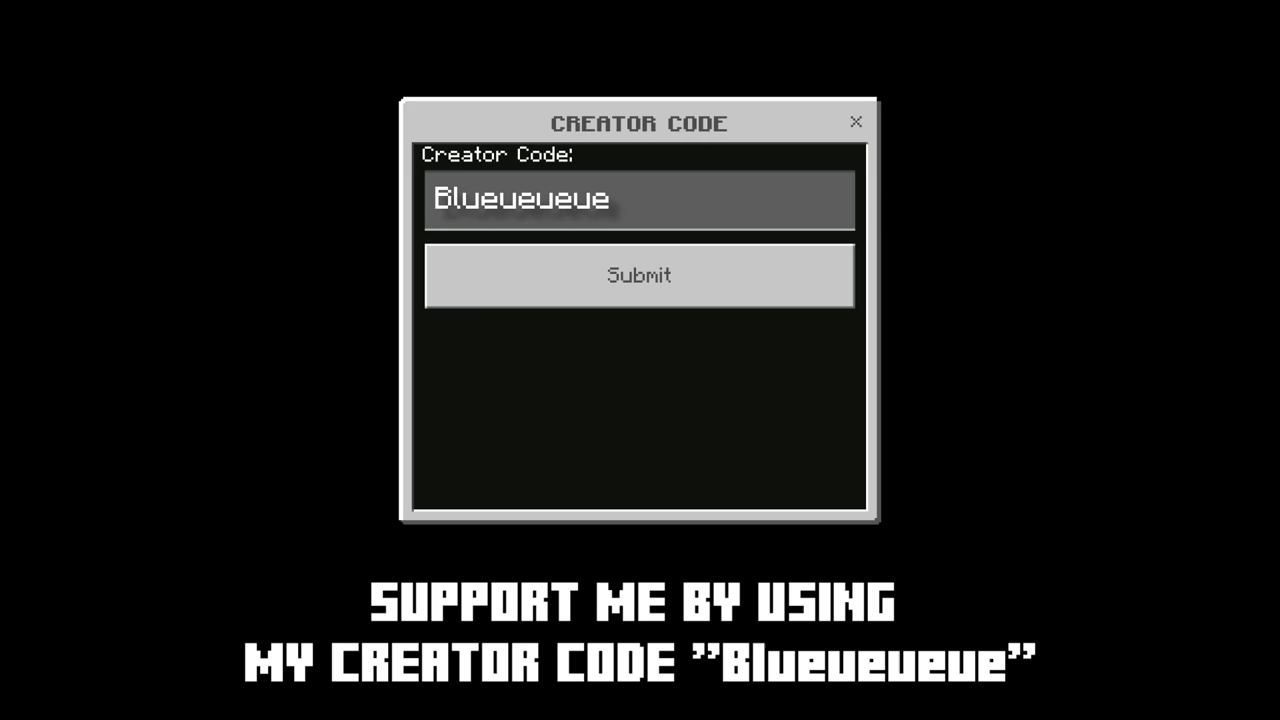 CREATOR CODE
Creator Code:
Blueueueue
Submit
SUPPORT ME BY USING
MY CREATOR CODE "Blueueueue"